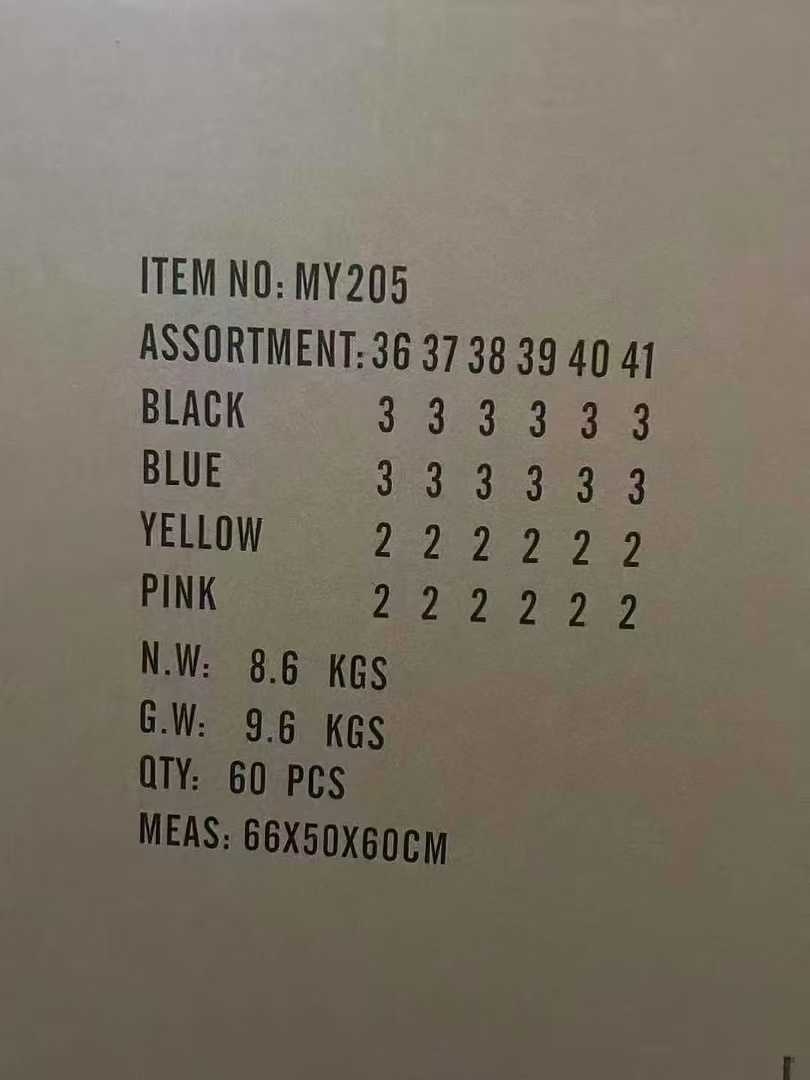 ITEM NO: MY205
ASSORTMENT: 36 37 38 39 40 41
BLACK 3 3 3 3 3 3
BLUE 3 3 3 3 3 3
YELLOW 2 2 2 2 2 2
PINK 2 2 2 2 2 2
N.W: 8.6 KGS
G.W: 9.6 KGS
QTY: 60 PCS
MEAS: 66X50X60CM